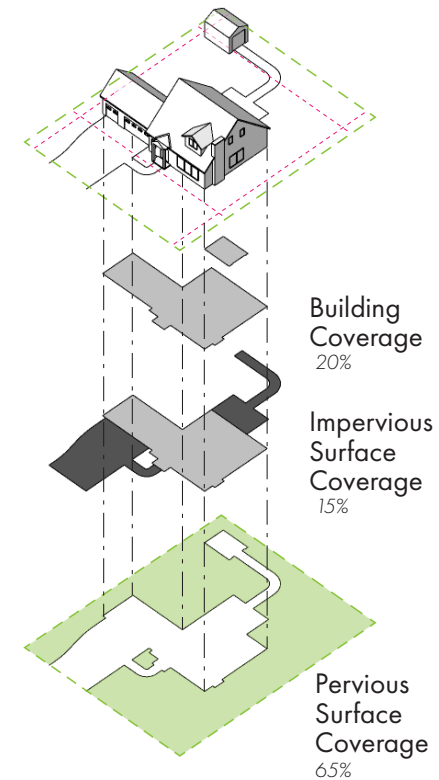 Building
Coverage
20%
Impervious
Surface
Coverage
15%
Pervious
Surface
Coverage
65%